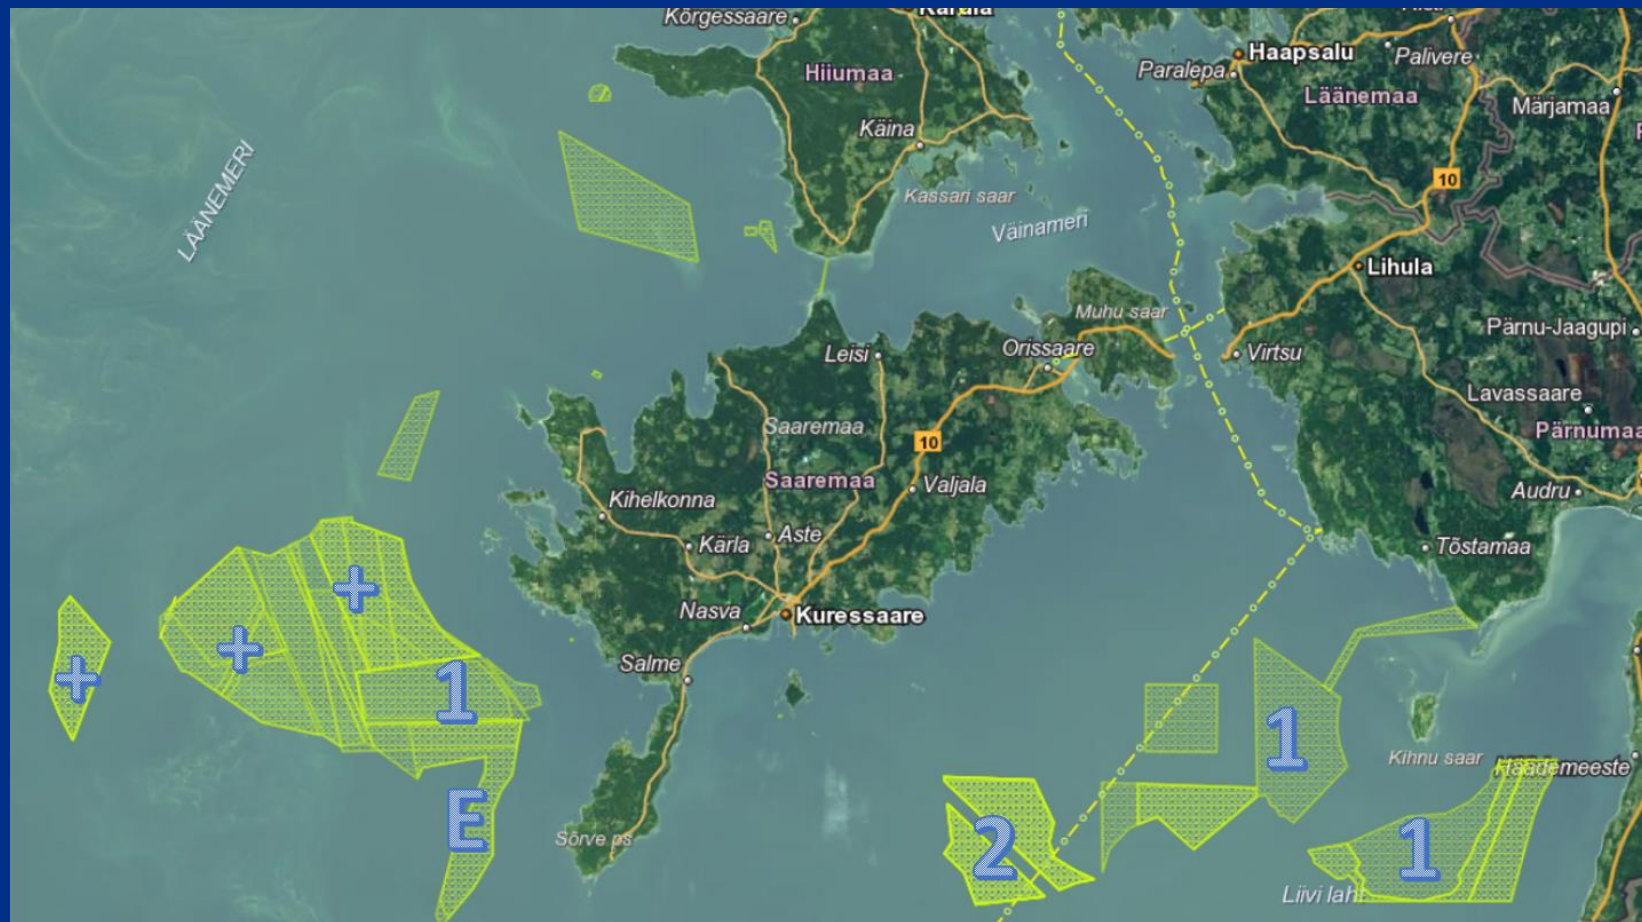 Kõrgessaare
Kärdla
Haapsalu
Palivere
Paralepa
Hiiumaa
Läänemaa
Märjamaa
Käina
LÄÄNEMERI
10
Kassari saar
Väinameri
Lihula
Muhu saar
Pärnu-Jaagupi
Orissaare
Leisi
Virtsu
Lavassaare
Saaremaa
10
Pärnumaa
Saaremaa
Valjala
Kihelkonna
Audru
Aste
Kärla
Tõstamaa
+
Nasva
Kuressaare
+
Salme
+
1
1
Kihnu saar
Häädemeeste
E
Sõrve ps
2
1
Liivi laht